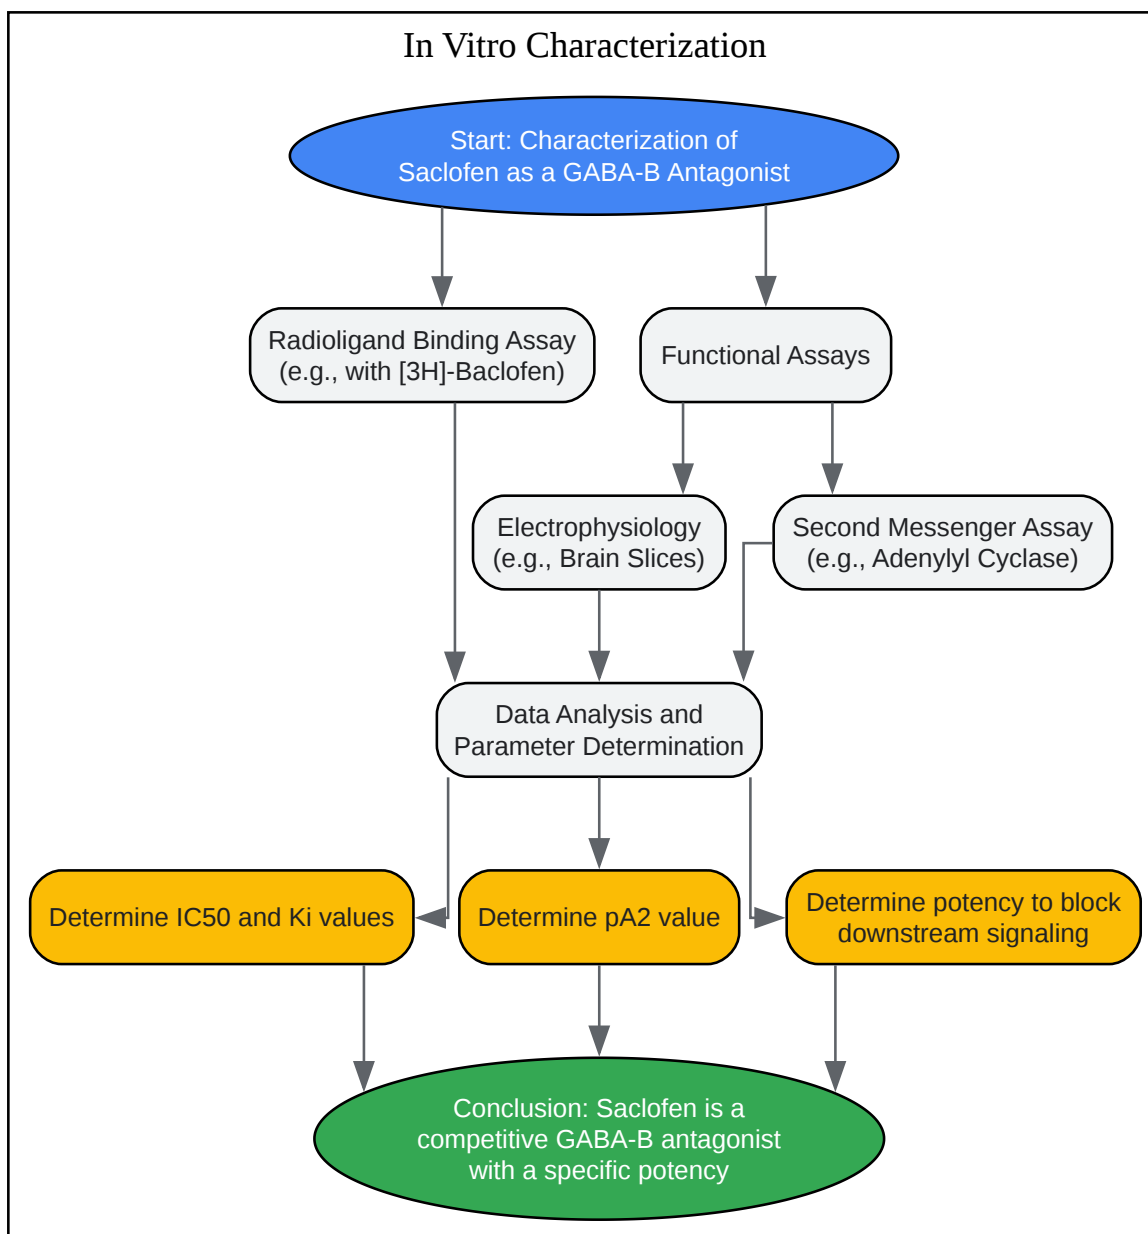 In Vitro Characterization
Start: Characterization of
Saclofen as a GABA-B Antagonist
Radioligand Binding Assay
(e.g., with [3H]-Baclofen)
Functional Assays
Electrophysiology
(e.g., Brain Slices)
Second Messenger Assay
(e.g., Adenylyl Cyclase)
Data Analysis and
Parameter Determination
Determine IC50 and Ki values
Determine pA2 value
Determine potency to block
downstream signaling
Conclusion: Saclofen is a
competitive GABA-B antagonist
with a specific potency